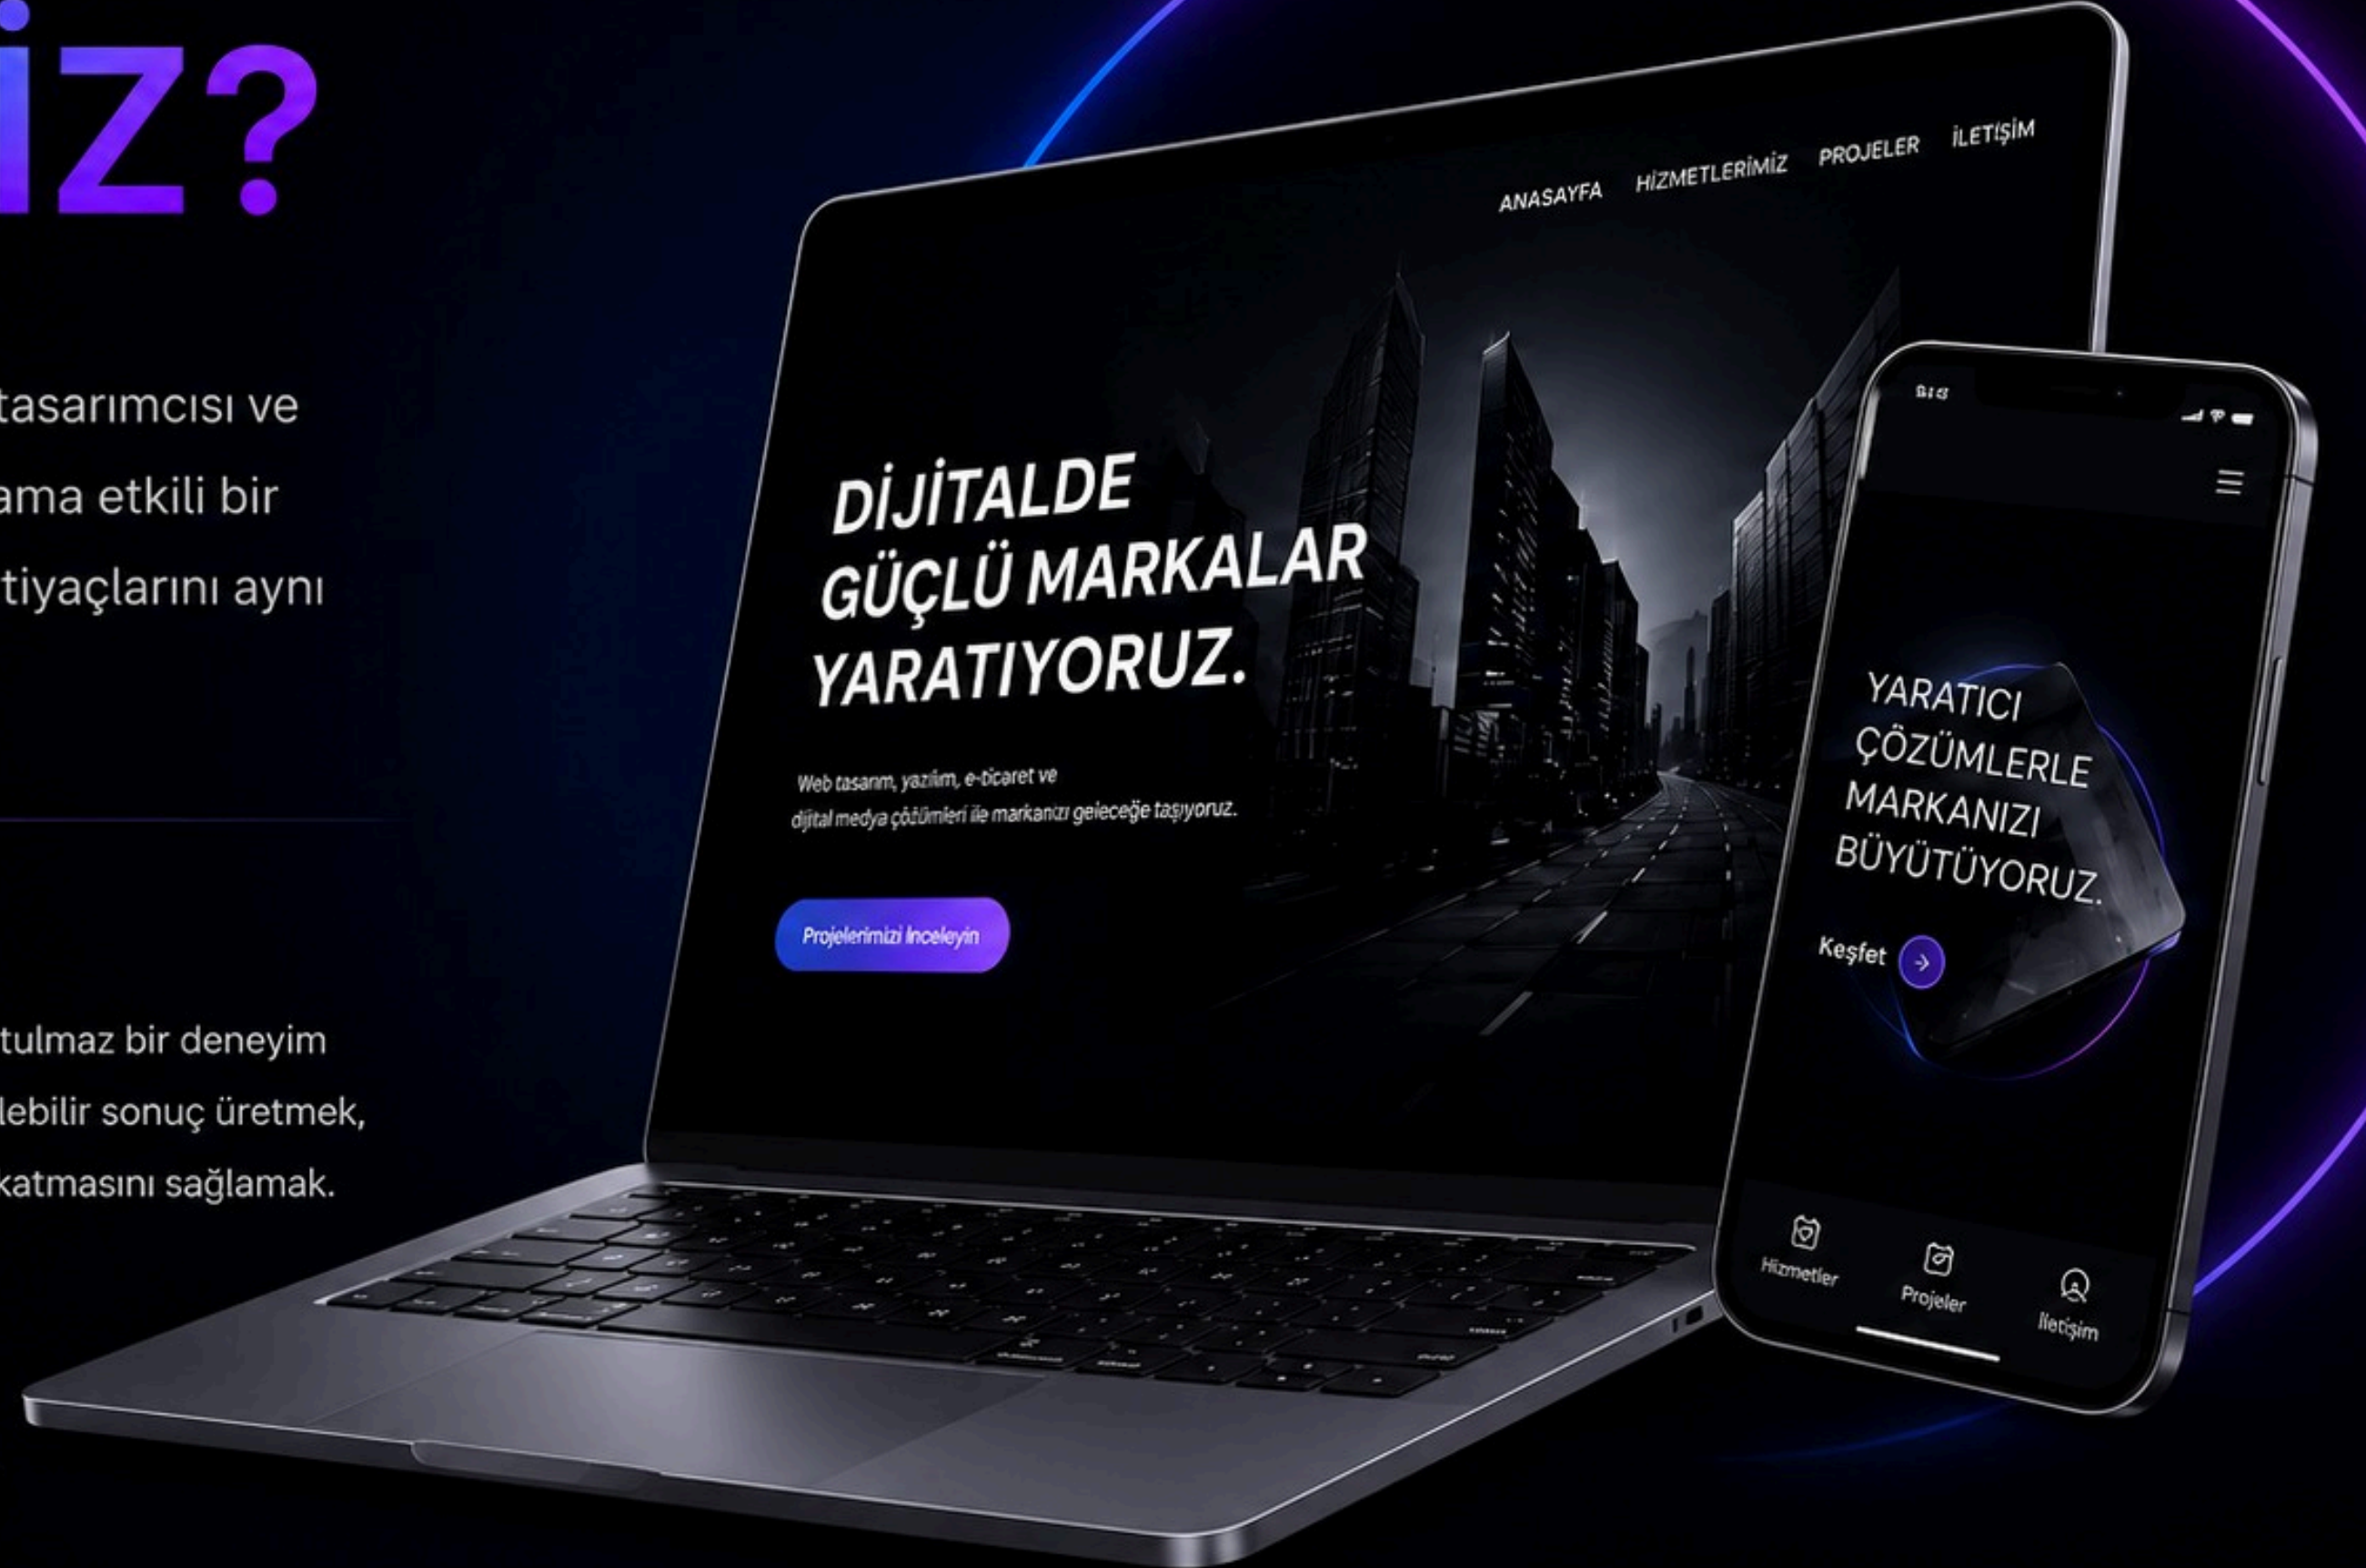 İZ?
tasarımcısı ve
ama etkili bir
tiyaçlarını aynı
tulmaz bir deneyim
lebilir sonuç üretmek,
katmasını sağlamak.
ANASAYFA HİZMETLERİMİZ PROJELER İLETİŞİM
DİJİTALDE
GÜÇLÜ MARKALAR
YARATIYORUZ.
Web tasarım, yazılım, e-ticaret ve
dijital medya çözümleri ile markanızı geleceğe taşıyoruz.
Projelerimizi İnceleyin
YARATICI
ÇÖZÜMLERLE
MARKANIZI
BÜYÜTÜYORUZ.
Keşfet
Hizmetler Projeler İletişim